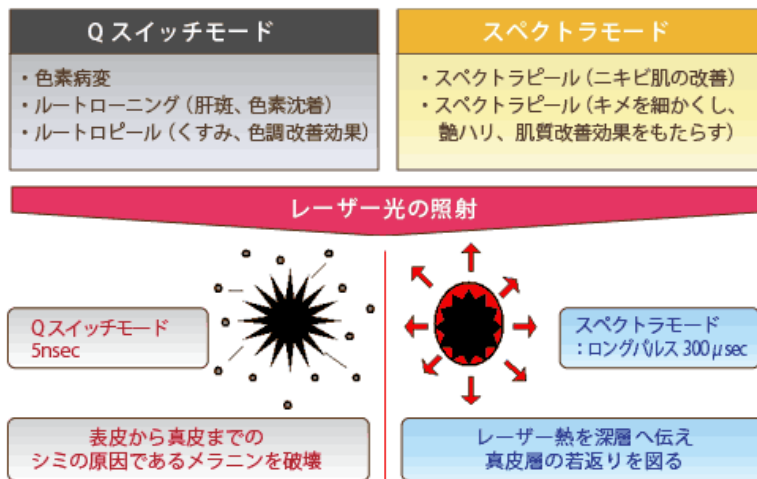 Qスイッチモード
・色素病変
・ルートローニング(肝斑、色素沈着)
・ルートロピール(くすみ、色調改善効果)
スペクトラモード
・スペクトラピール(ニキビ肌の改善)
・スペクトラピール(キメを細かくし、
艶ハリ、肌質改善効果をもたらす)
レーザー光の照射
Qスイッチモード
5nsec
スペクトラモード
:ロングパルス300μsec
表皮から真皮までの
シミの原因であるメラニンを破壊
レーザー熱を深層へ伝え
真皮層の若返りを図る